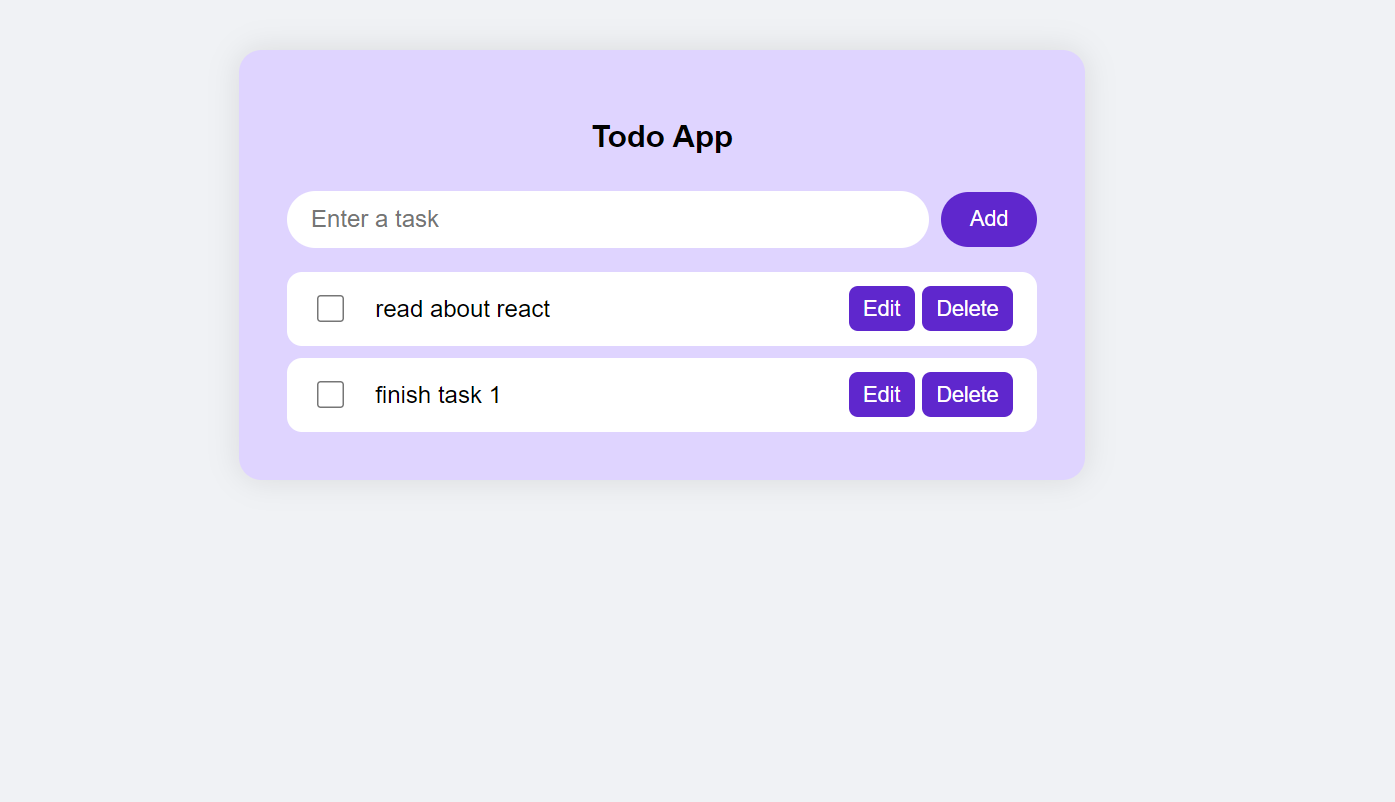 Todo App
Enter a task Add
read about react Edit Delete
finish task 1 Edit Delete